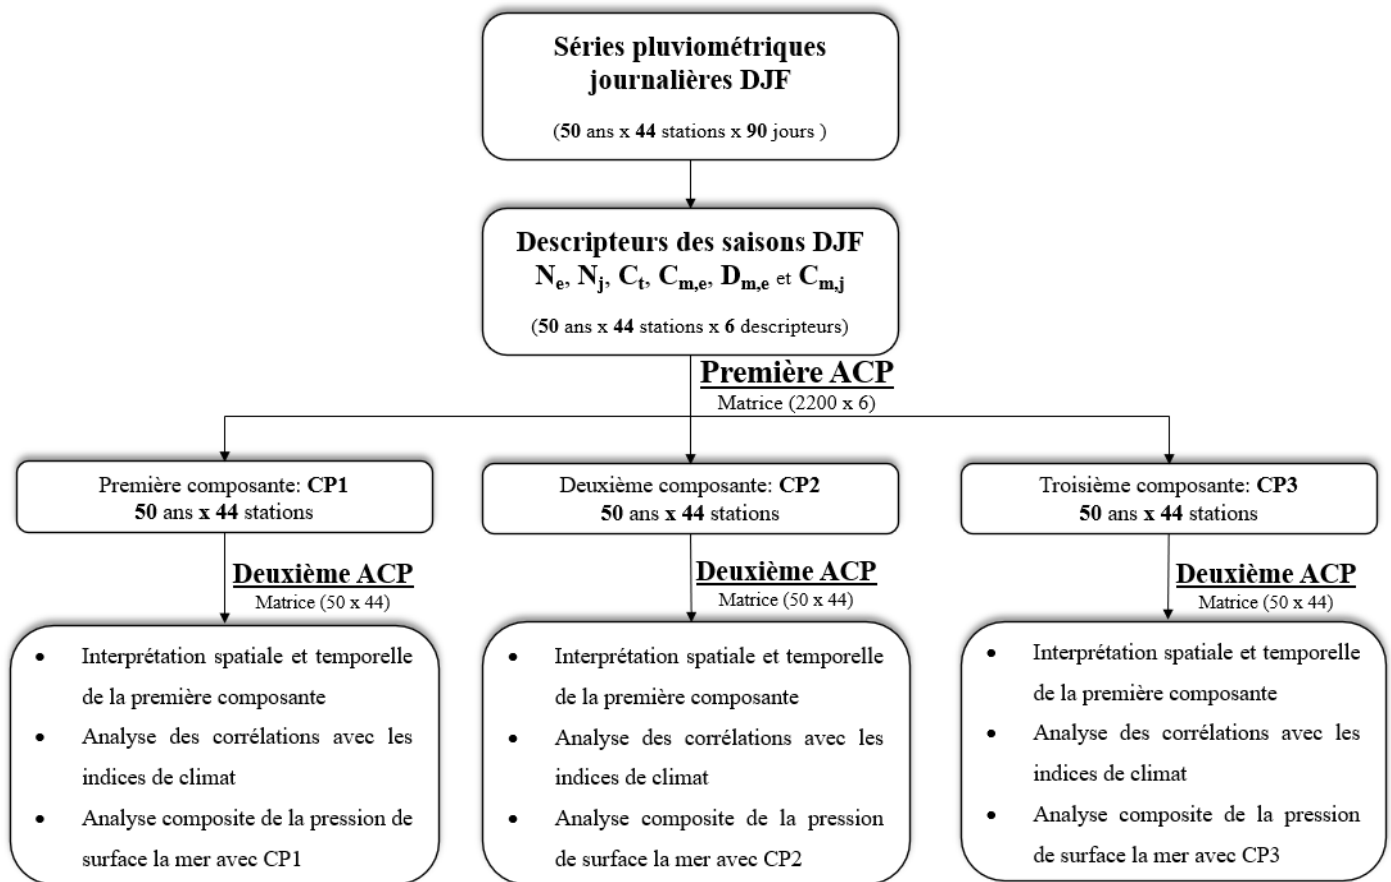 Séries pluviométriques
journalières DJF
(50 ans x 44 stations x 90 jours )
Descripteurs des saisons DJF
Ne, Nj, Ct, Cm,e, Dm,e et Cm,j
(50 ans x 44 stations x 6 descripteurs)
Première ACP
Matrice (2200 x 6)
Première composante: CP1
50 ans x 44 stations
Deuxième composante: CP2
50 ans x 44 stations
Troisième composante: CP3
50 ans x 44 stations
Deuxième ACP
Matrice (50 x 44)
Deuxième ACP
Matrice (50 x 44)
Deuxième ACP
Matrice (50 x 44)
• Interprétation spatiale et temporelle
de la première composante
• Analyse des corrélations avec les
indices de climat
• Analyse composite de la pression de
surface la mer avec CP1
• Interprétation spatiale et temporelle
de la première composante
• Analyse des corrélations avec les
indices de climat
• Analyse composite de la pression
de surface la mer avec CP2
• Interprétation spatiale et temporelle
de la première composante
• Analyse des corrélations avec les
indices de climat
• Analyse composite de la pression
de surface la mer avec CP3